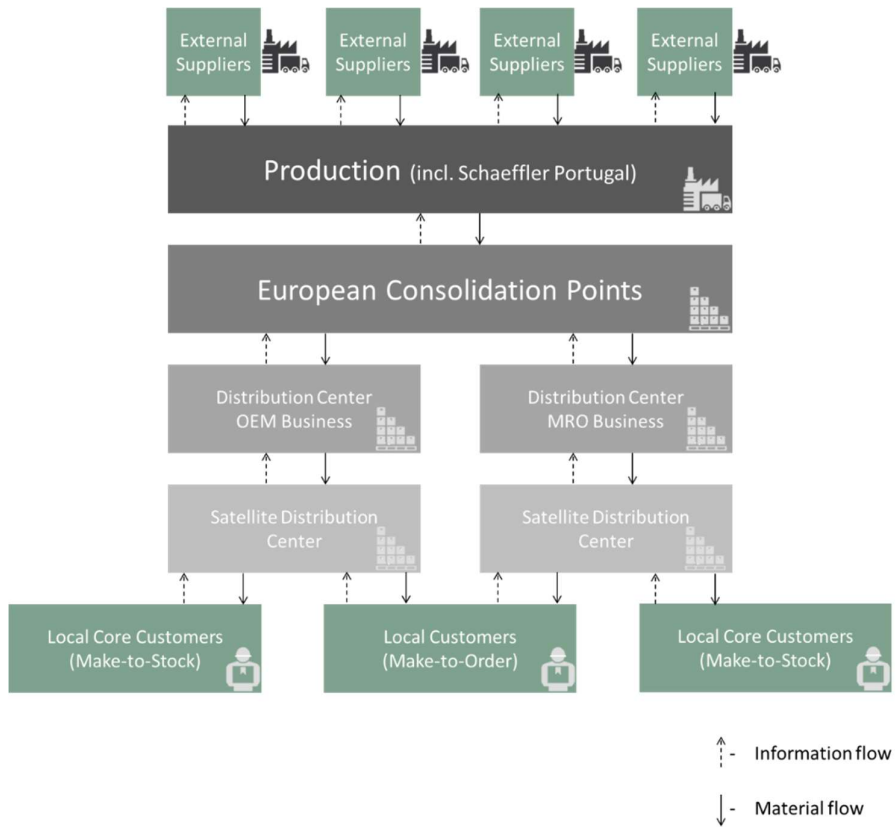 External
Suppliers
External
Suppliers
External
Suppliers
External
Suppliers
Production (incl. Schaeffler Portugal)
European Consolidation Points
Distribution Center
OEM Business
Distribution Center
MRO Business
Satellite Distribution
Center
Satellite Distribution
Center
Local Core Customers
(Make-to-Stock)
Local Customers
(Make-to-Order)
Local Core Customers
(Make-to-Stock)
- Information flow
- Material flow